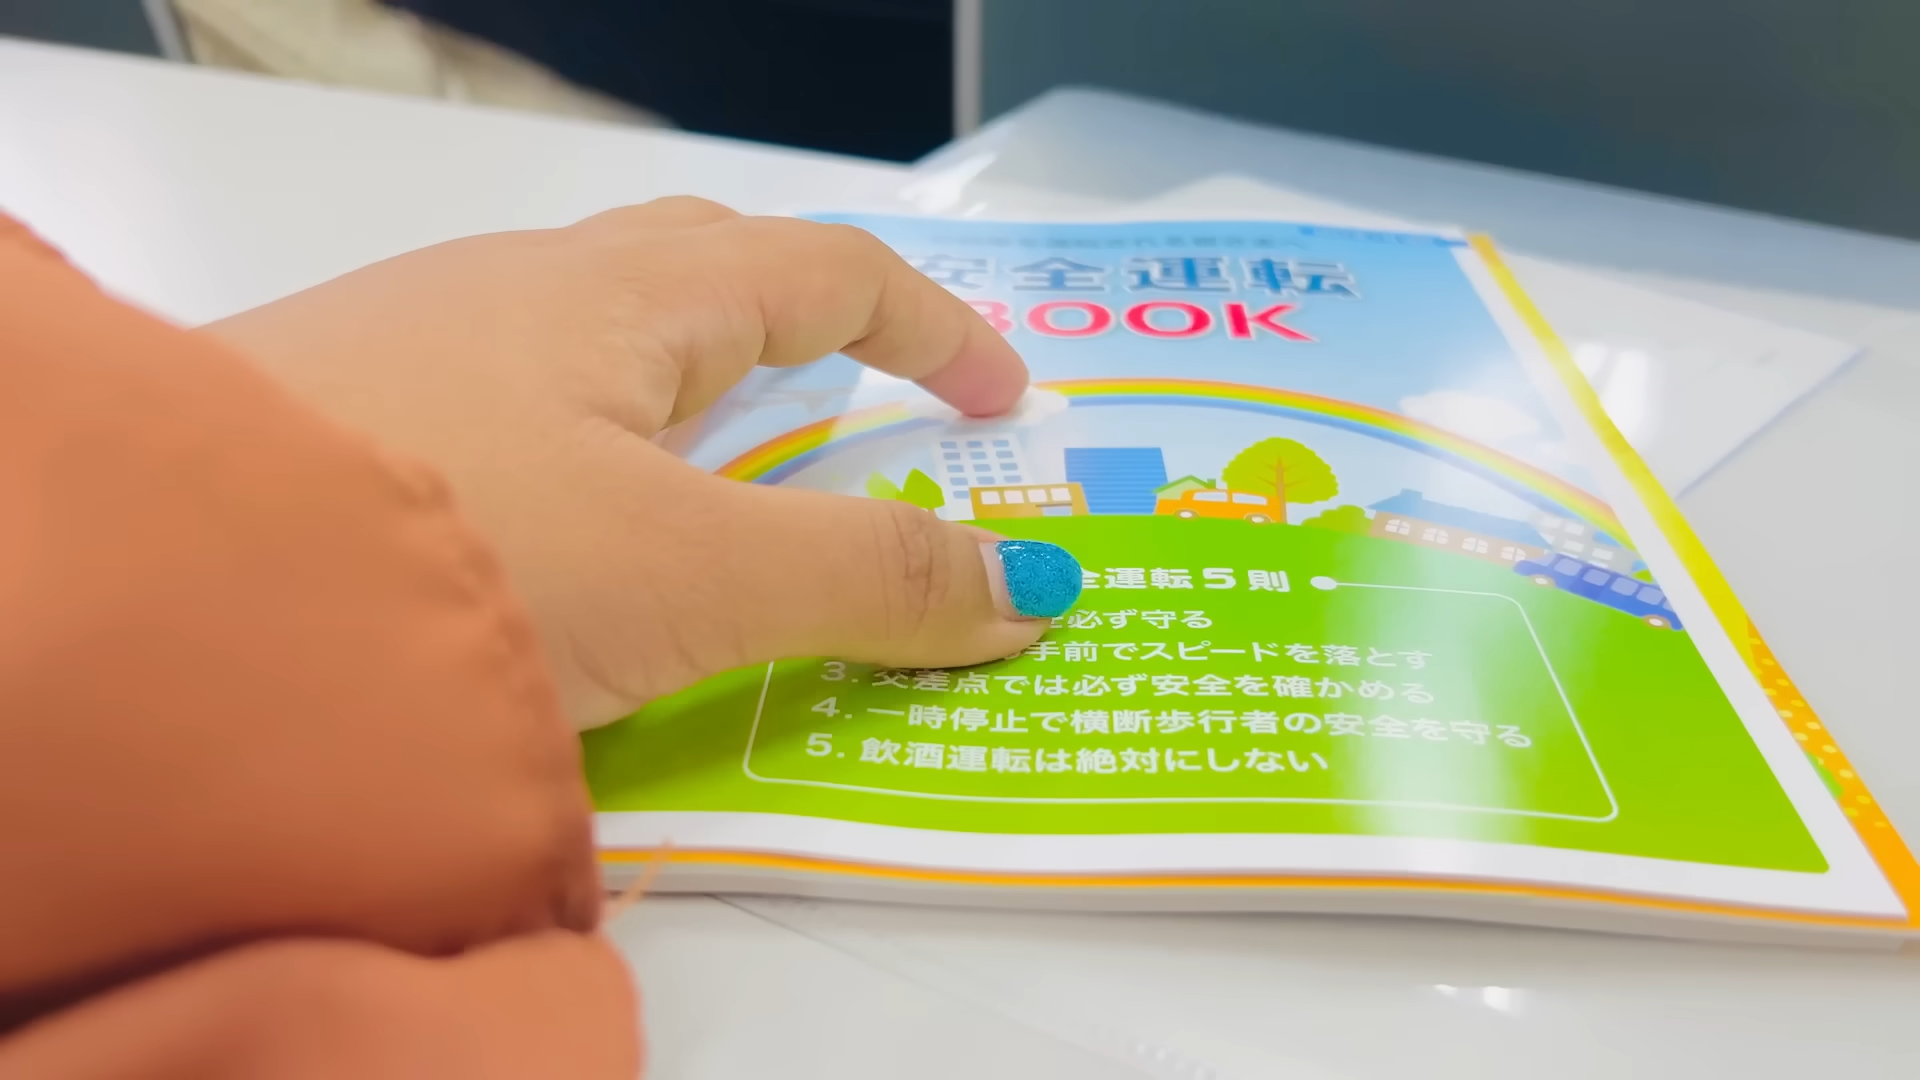 安全運転
BOOK
全運転5則
を必ず守る
手前でスピードを落とす
3. 交差点では必ず安全を確かめる
4. 一時停止で横断歩行者の安全を守る
5. 飲酒運転は絶対にしない